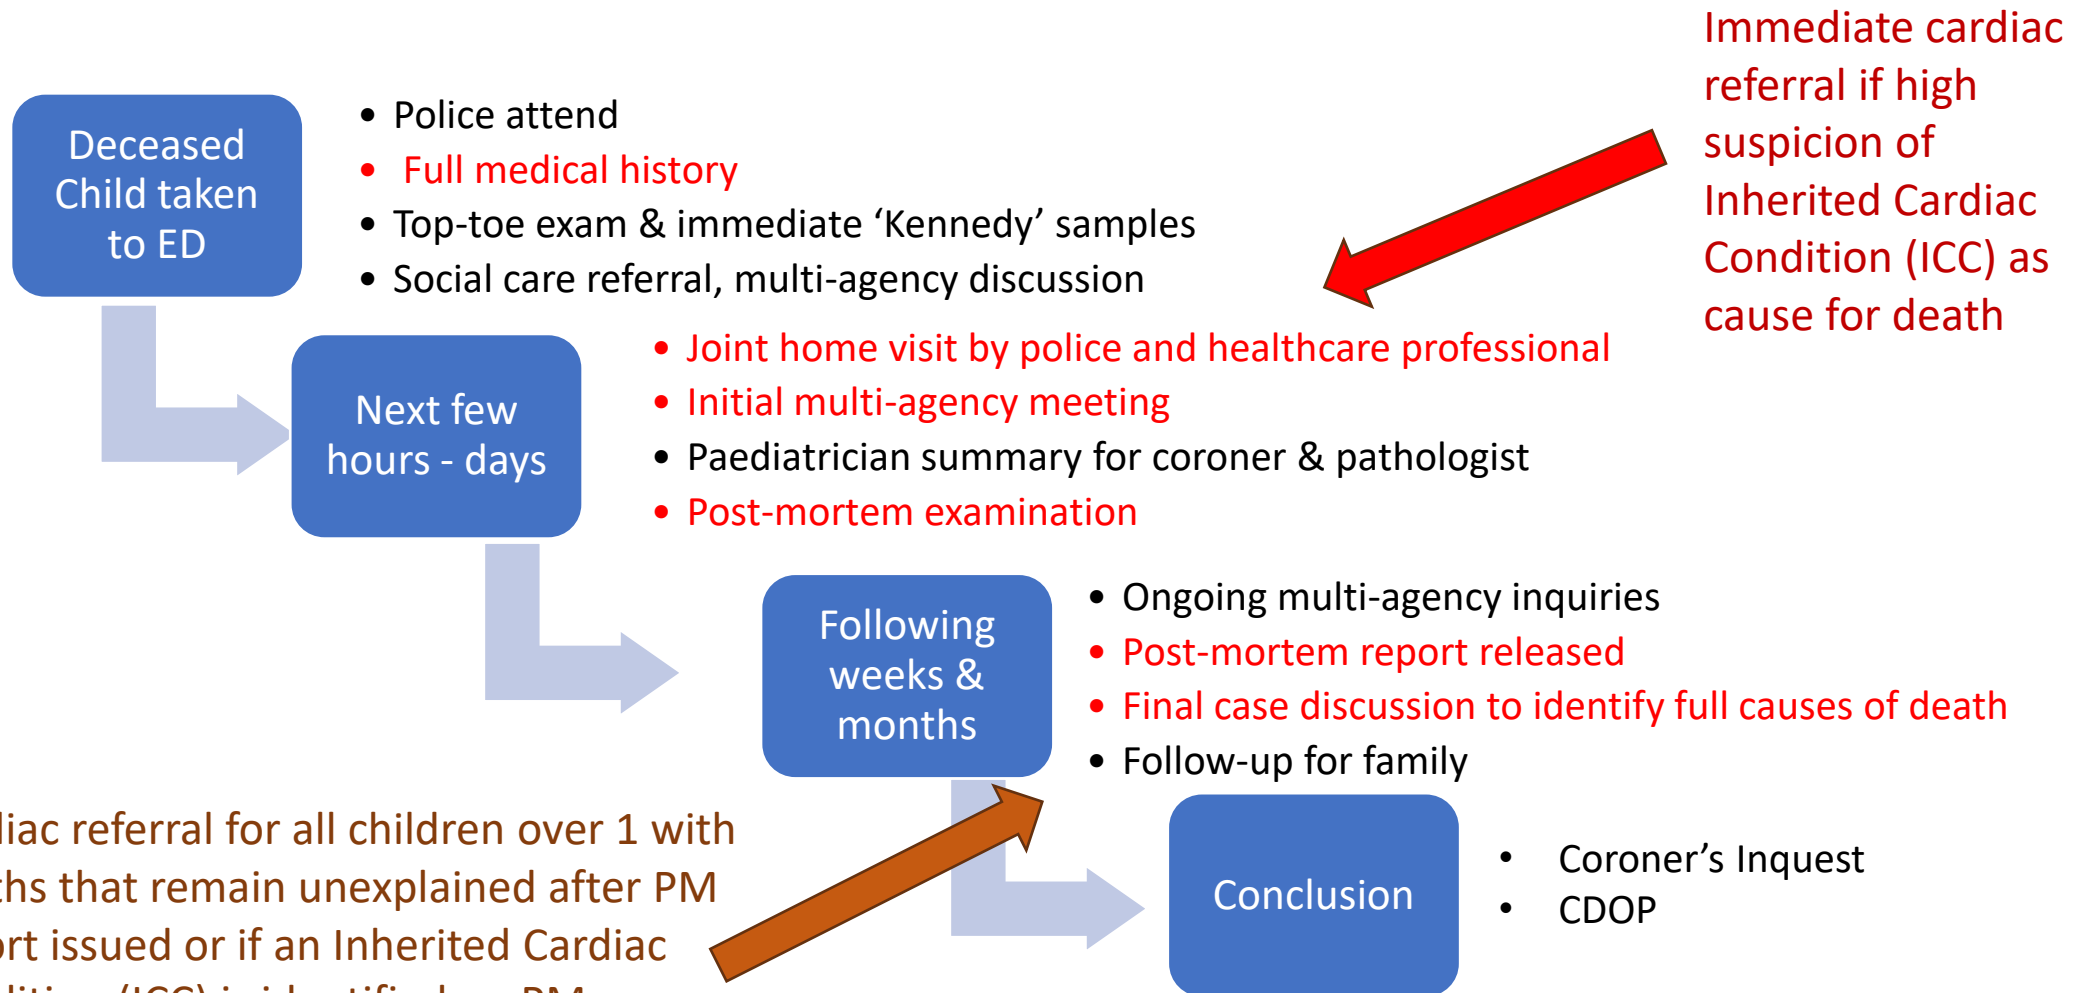 Immediate cardiac
referral if high
suspicion of
Inherited Cardiac
Condition (ICC) as
cause for death
Deceased
Child taken
to ED
• Police attend
• Full medical history
• Top-toe exam & immediate ‘Kennedy’ samples
• Social care referral, multi-agency discussion
Next few
hours - days
• Joint home visit by police and healthcare professional
• Initial multi-agency meeting
• Paediatrician summary for coroner & pathologist
• Post-mortem examination
Following
weeks &
months
• Ongoing multi-agency inquiries
• Post-mortem report released
• Final case discussion to identify full causes of death
• Follow-up for family
referral for all children over 1 with
that remain unexplained after PM
issued or if an Inherited Cardiac
Conclusion
• Coroner’s Inquest
• CDOP